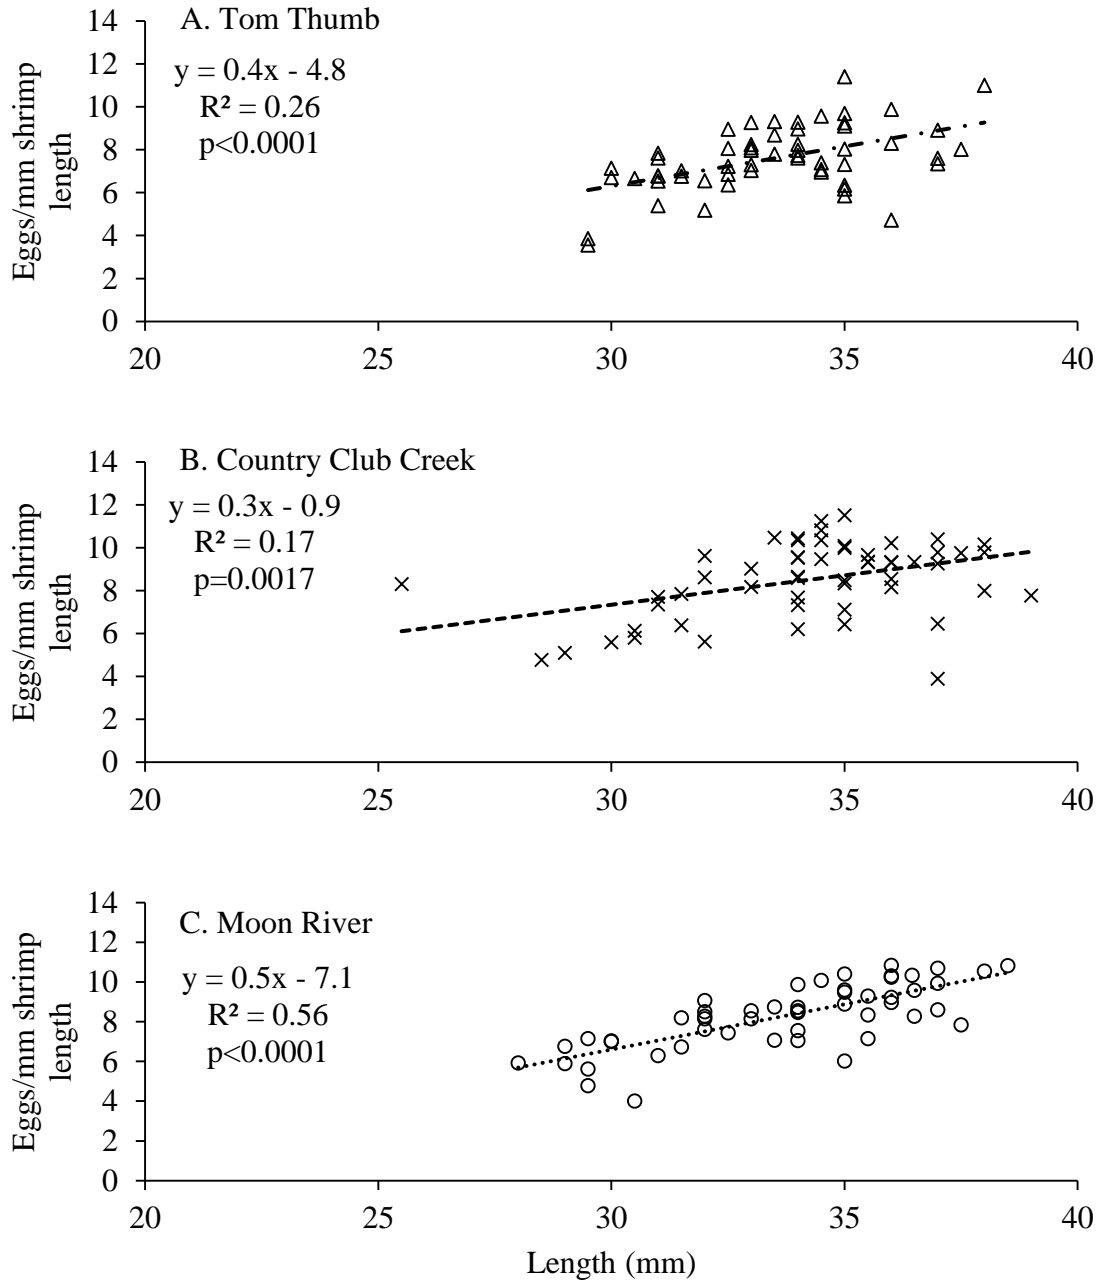 A. Tom Thumb
y = 0.4x - 4.8
R² = 0.26
p<0.0001
Eggs/mm shrimp
length
14
12
10
8
6
4
2
0
20 25 30 35 40
B. Country Club Creek
y = 0.3x - 0.9
R² = 0.17
p=0.0017
Eggs/mm shrimp
length
14
12
10
8
6
4
2
0
20 25 30 35 40
C. Moon River
y = 0.5x - 7.1
R² = 0.56
p<0.0001
Eggs/mm shrimp
length
14
12
10
8
6
4
2
0
20 25 30 35 40
Length (mm)